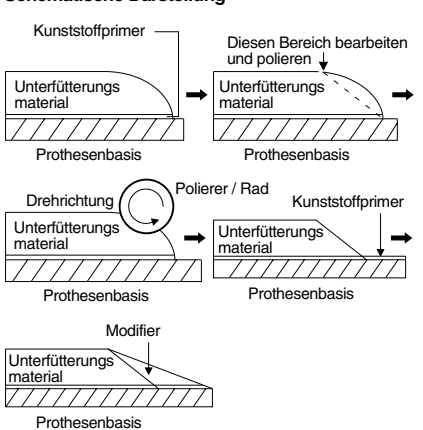 Schematische Darstellung
Kunststoffprimer
Unterfütterungs
material
Prothesenbasis
Diesen Bereich bearbeiten
und polieren
Unterfütterungs
material
Prothesenbasis
Drehrichtung
Polierer / Rad
Unterfütterungs
material
Prothesenbasis
Kunststoffprimer
Unterfütterungs
material
Prothesenbasis
Modifier
Unterfütterungs
material
Prothesenbasis